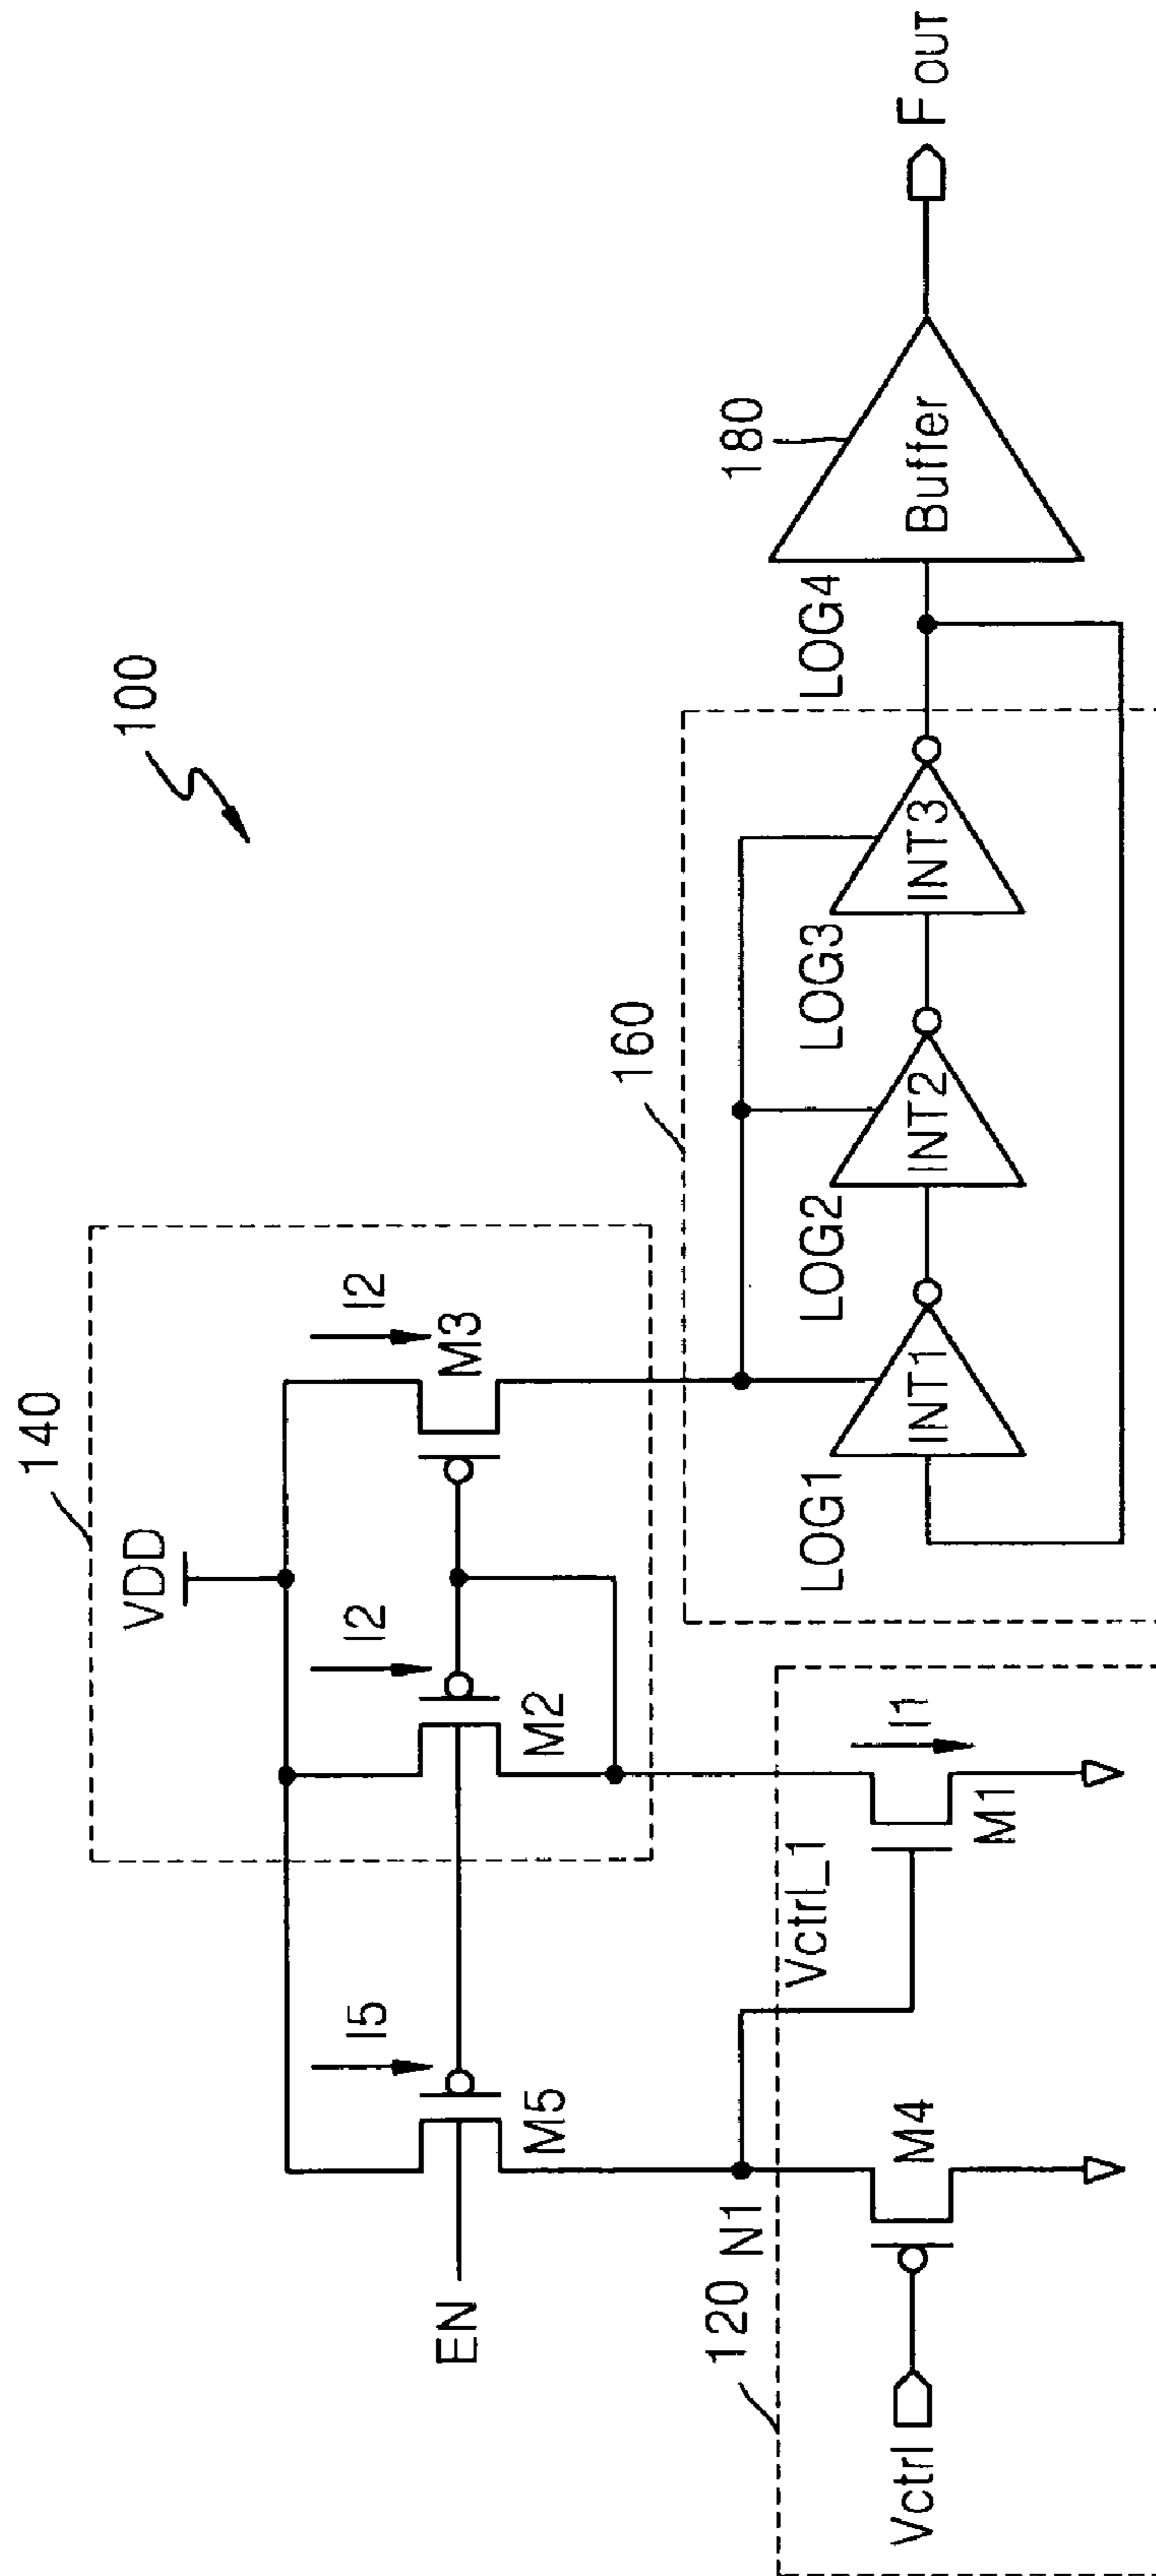 100
140
VDD
I5
I2
I2
M5
M2
M3
EN
160
180
120
N1
Vctrl_1
I1
LOG1
LOG2
LOG3
LOG4
Vctrl
M4
M1
INT1
INT2
INT3
Buffer
FOUT